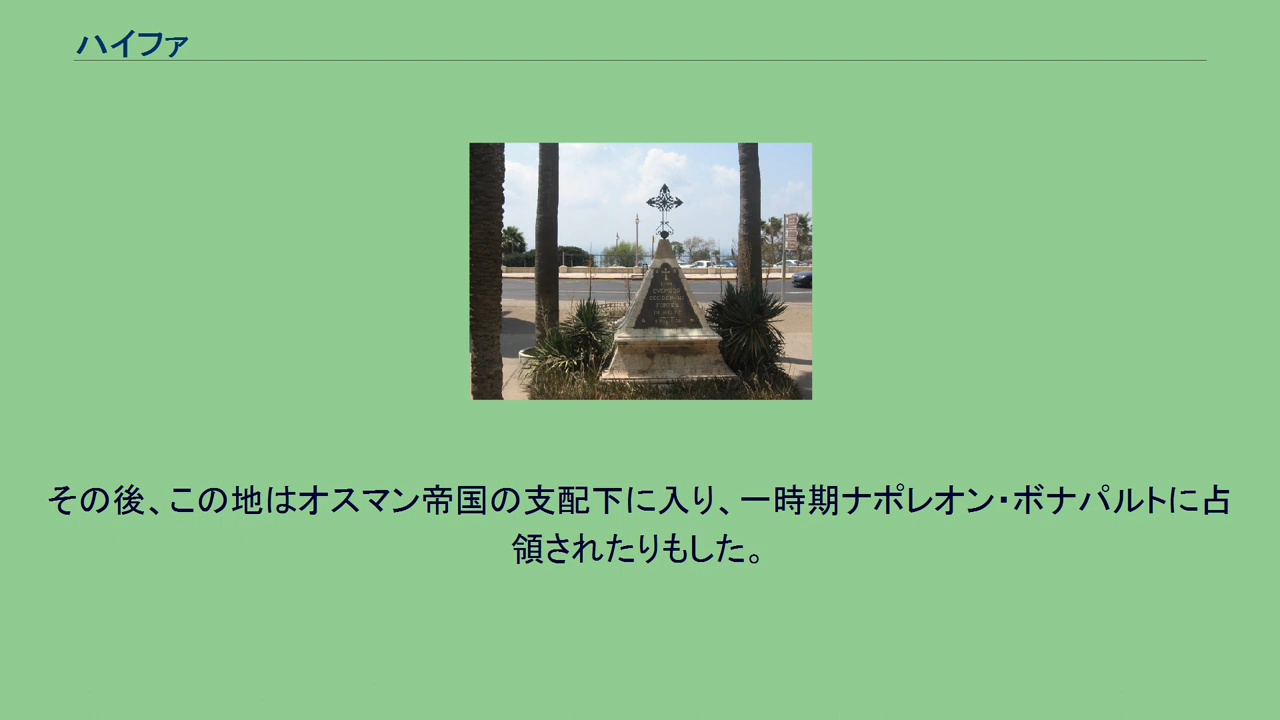 ハイファ
その後、この地はオスマン帝国の支配下に入り、一時期ナポレオン・ボナパルトに占
領されたりもした。